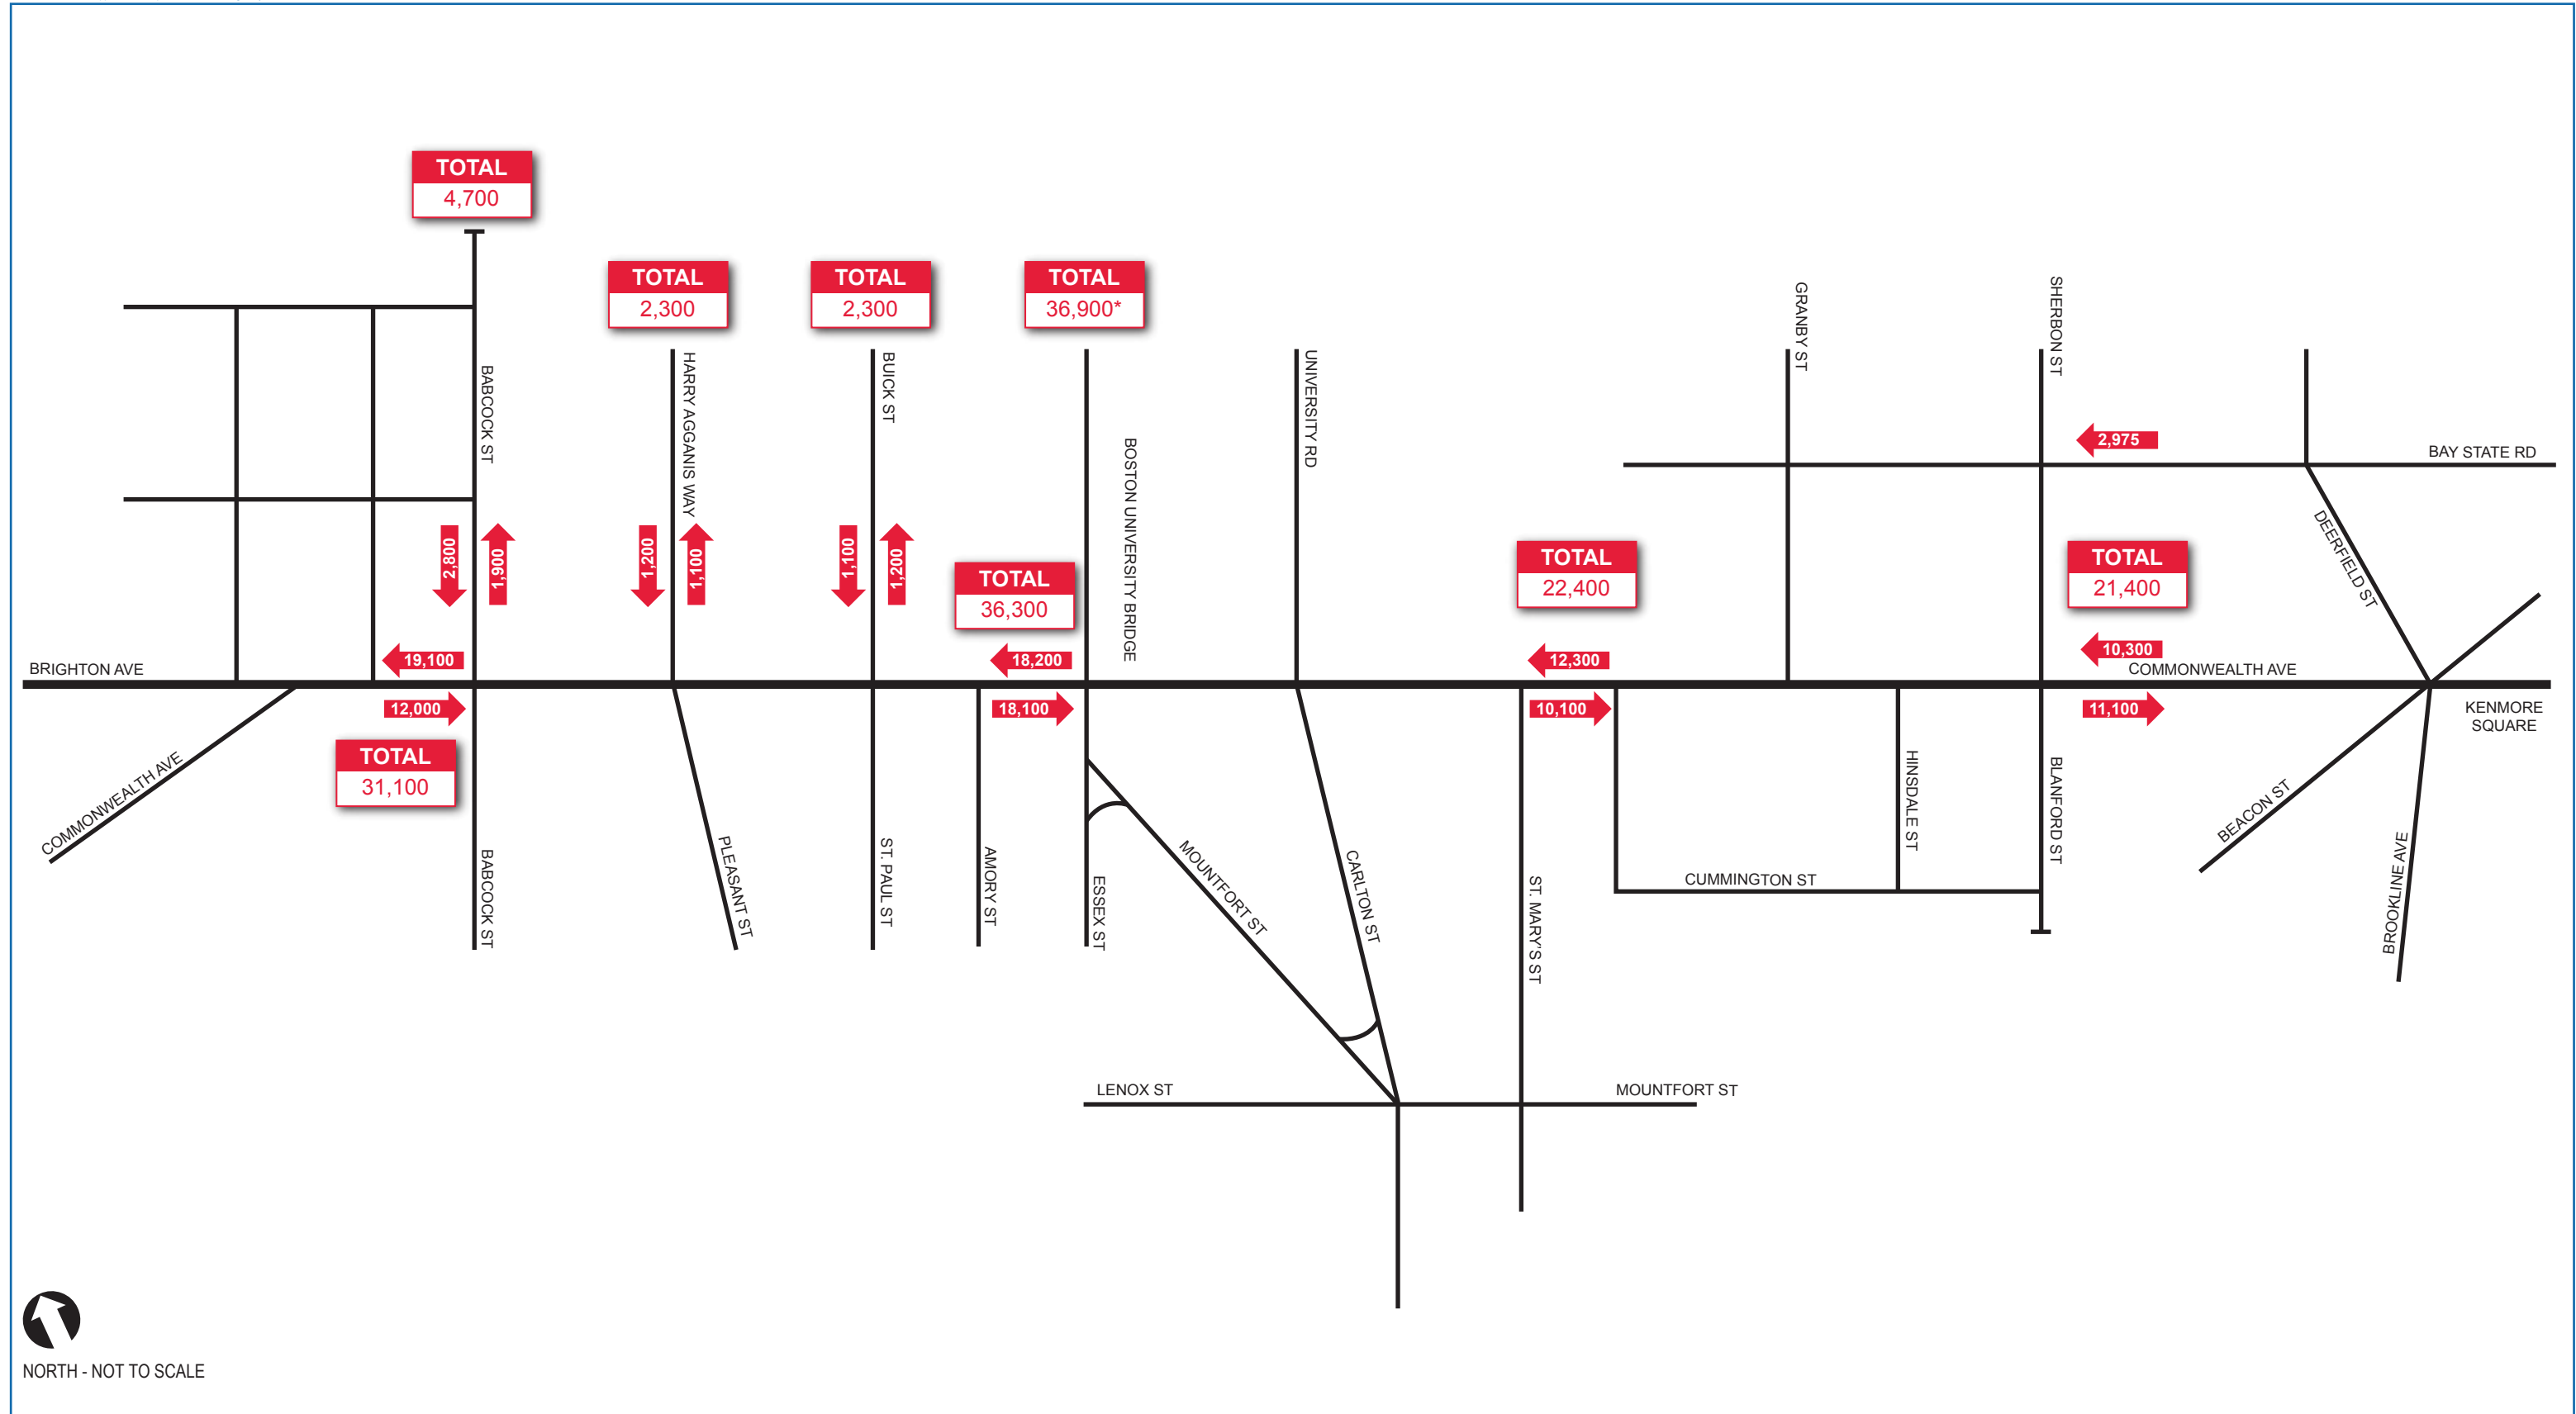 TOTAL
4,700
TOTAL
2,300
TOTAL
2,300
TOTAL
36,900*
BABCOCK ST
HARRY AGGANIS WAY
BUICK ST
BOSTON UNIVERSITY BRIDGE
UNIVERSITY RD
GRANBY ST
SHERBON ST
2,975
BAY STATE RD
DEERFIELD ST
2,800
1,900
1,200
1,100
1,100
1,200
TOTAL
36,300
TOTAL
22,400
TOTAL
21,400
BRIGHTON AVE
19,100
18,200
12,300
10,300
COMMONWEALTH AVE
12,000
18,100
10,100
11,100
KENMORE
SQUARE
TOTAL
31,100
COMMONWEALTH AVE
BABCOCK ST
PLEASANT ST
ST. PAUL ST
AMORY ST
ESSEX ST
MOUNTFORT ST
CARLTON ST
ST. MARY'S ST
CUMMINGTON ST
HINSDALE ST
BLANFORD ST
BEACON ST
BROOKLINE AVE
LENOX ST
MOUNTFORT ST
NORTH - NOT TO SCALE